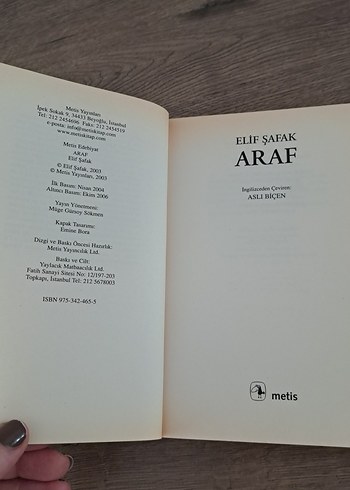 Metis Yayınları
İpek Sokak 9, 34433 Beyoğlu, İstanbul
Tel: 212 2454696 Faks: 212 2454519
e-posta: info@metiskitap.com
www.metiskitap.com
Metis Edebiyat
ARAF
Elif Şafak
© Elif Şafak, 2003
© Metis Yayınları, 2003
İlk Basım: Nisan 2004
Altıncı Basım: Ekim 2006
Yayın Yönetmeni:
Müge Gürsoy Sökmen
Kapak Tasarımı:
Emine Bora
Dizgi ve Baskı Öncesi Hazırlık:
Metis Yayıncılık Ltd.
Baskı ve Cilt:
Yaylacık Matbaacılık Ltd.
Fatih Sanayi Sitesi No: 12/197-203
Topkapı, İstanbul Tel: 212 5678003
ISBN 975-342-465-5
ELİF ŞAFAK
ARAF
İngilizceden Çeviren:
ASLI BİÇEN
metis